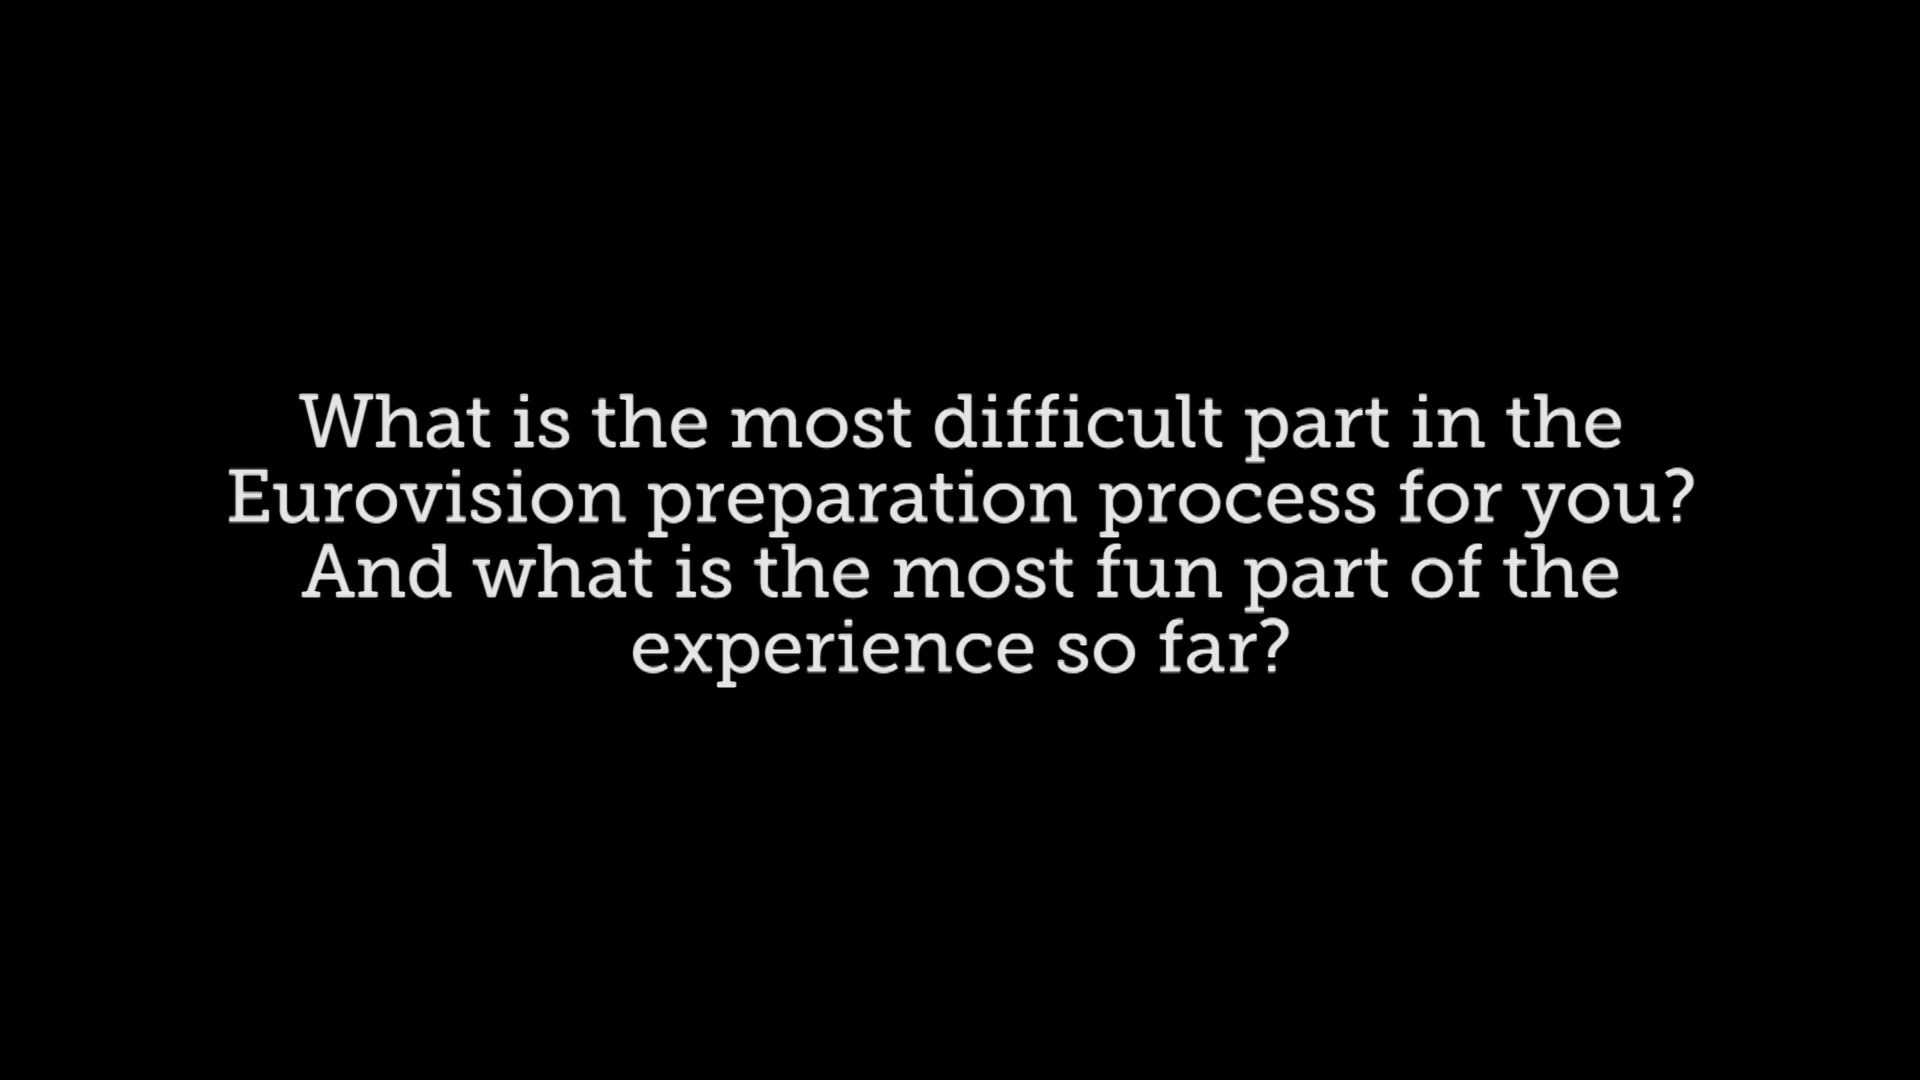 What is the most difficult part in the
Eurovision preparation process for you?
And what is the most fun part of the
experience so far?